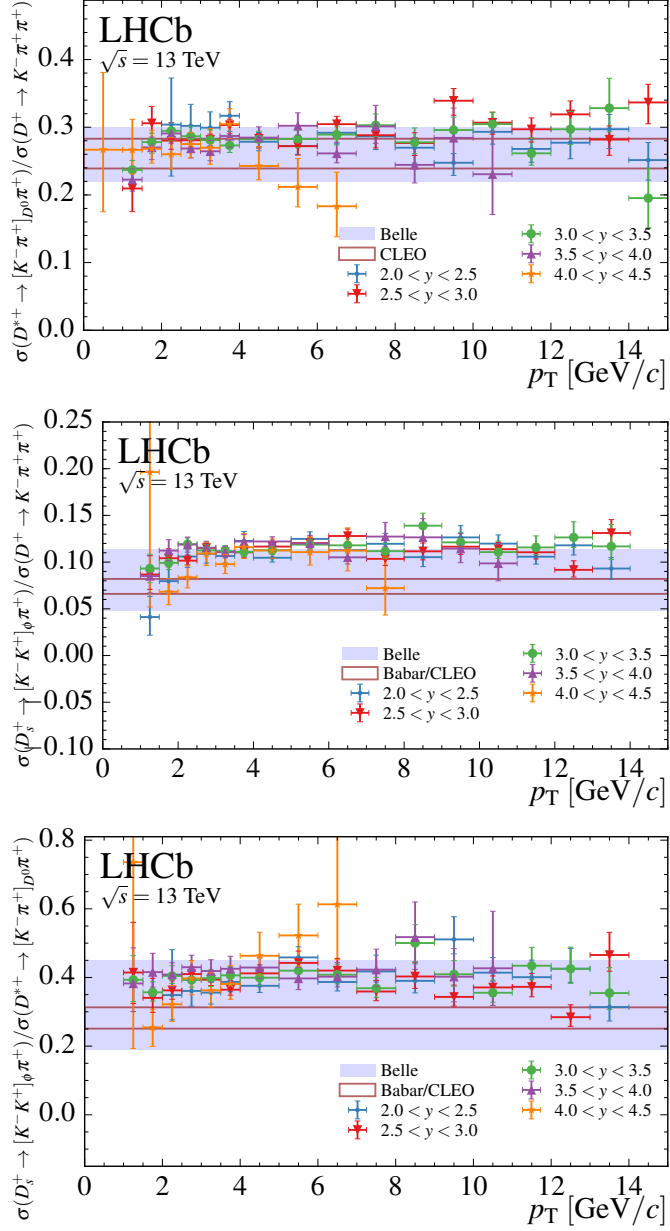 LHCb
√s = 13 TeV
σ(D*+ → [K−π+]D0π+)/σ(D+ → K−π+π+)
0.4
0.3
0.2
0.1
0.0
Belle
CLEO
2.0 < y < 2.5
2.5 < y < 3.0
3.0 < y < 3.5
3.5 < y < 4.0
4.0 < y < 4.5
0 2 4 6 8 10 12 14
pT [GeV/c]
LHCb
√s = 13 TeV
σ(Ds+ → [K−K+]ϕπ+)/σ(D+ → K−π+π+)
0.25
0.20
0.15
0.10
0.05
0.00
−0.05
−0.10
Belle
Babar/CLEO
2.0 < y < 2.5
2.5 < y < 3.0
3.0 < y < 3.5
3.5 < y < 4.0
4.0 < y < 4.5
0 2 4 6 8 10 12 14
pT [GeV/c]
LHCb
√s = 13 TeV
σ(Ds+ → [K−K+]ϕπ+)/σ(D*+ → [K−π+]D0π+)
0.8
0.6
0.4
0.2
0.0
Belle
Babar/CLEO
2.0 < y < 2.5
2.5 < y < 3.0
3.0 < y < 3.5
3.5 < y < 4.0
4.0 < y < 4.5
0 2 4 6 8 10 12 14
pT [GeV/c]